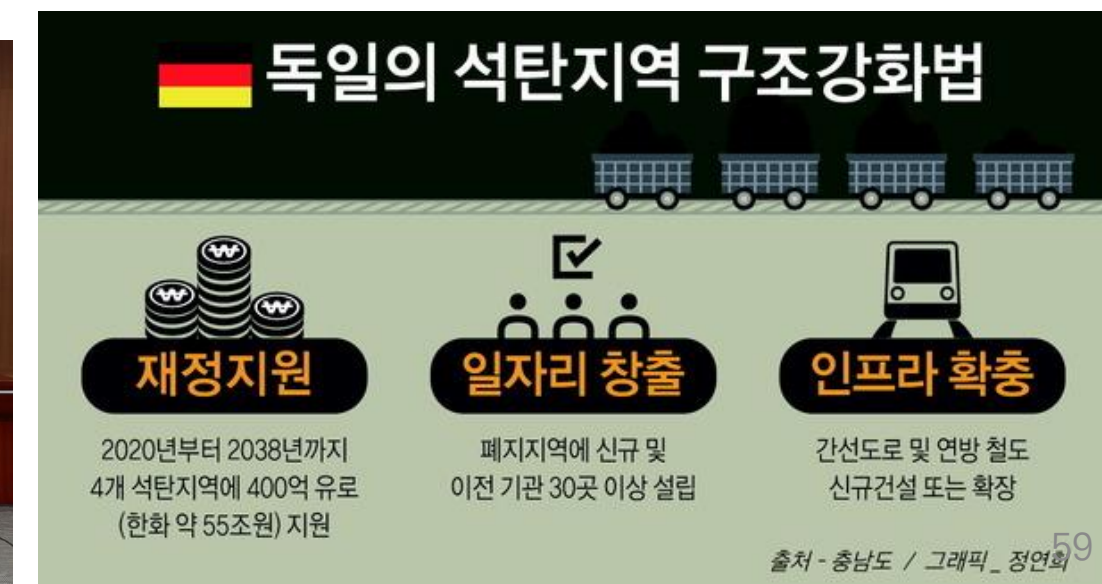 독일의 석탄지역 구조강화법
재정지원
2020년부터 2038년까지
4개 석탄지역에 400억 유로
(한화 약 55조원) 지원
일자리 창출
폐지지역에 신규 및
이전 기관 30곳 이상 설립
인프라 확충
간선도로 및 연방 철도
신규건설 또는 확장
출처 - 충남도 / 그래픽_ 정연희
59